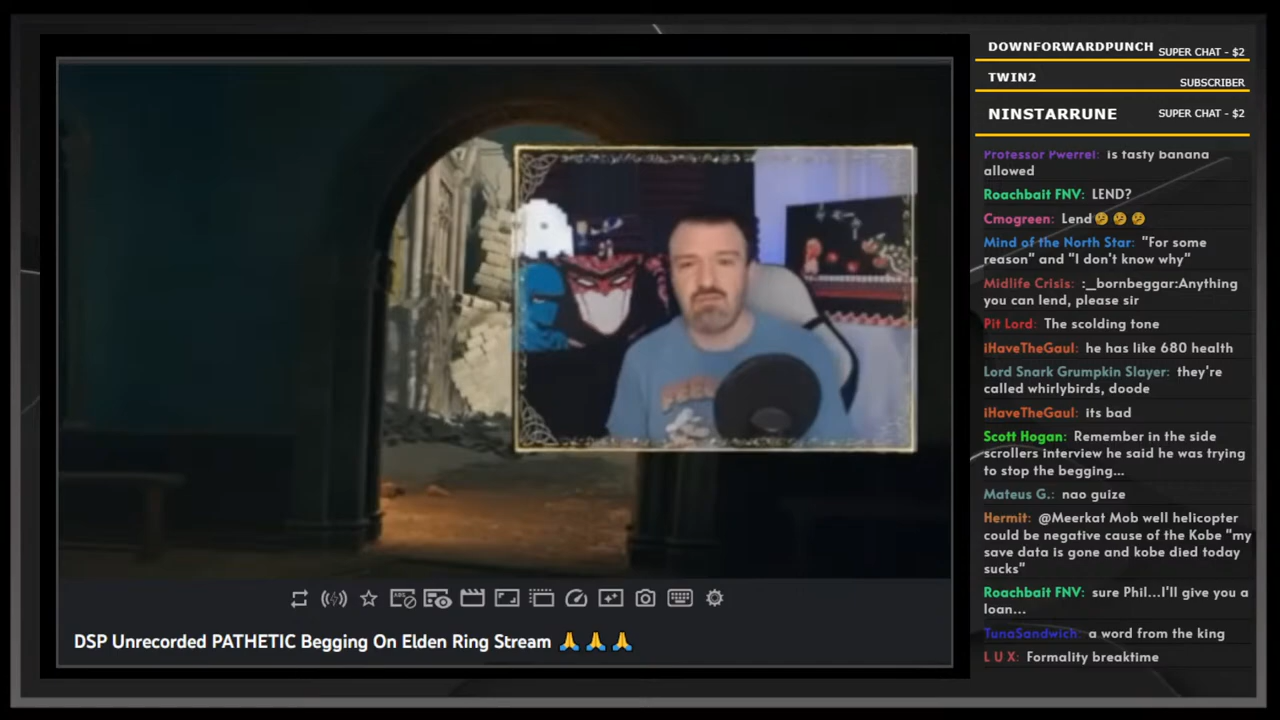 DOWNFORWARDPUNCH SUPER CHAT - $2
TWIN2 SUBSCRIBER
NINSTARRUNE SUPER CHAT - $2
Professor Pwerrel: is tasty banana
allowed
Roachbait FNV: LEND?
Cmogreen: Lend🫤🫤🫤
Mind of the North Star: "For some
reason" and "I don't know why"
Midlife Crisis: :_bornbeggar:Anything
you can lend, please sir
Pit Lord: The scolding tone
iHaveTheGaul: he has like 680 health
Lord Snark Grumpkin Slayer: they're
called whirlybirds, doode
iHaveTheGaul: its bad
Scott Hogan: Remember in the side
scrollers interview he said he was trying
to stop the begging...
Mateus G.: nao guize
Hermit: @Meerkat Mob well helicopter
could be negative cause of the Kobe "my
save data is gone and kobe died today
sucks"
Roachbait FNV: sure Phil...I'll give you a
loan...
TunaSandwich: a word from the king
L U X: Formality breaktime
DSP Unrecorded PATHETIC Begging On Elden Ring Stream 🙏🙏🙏